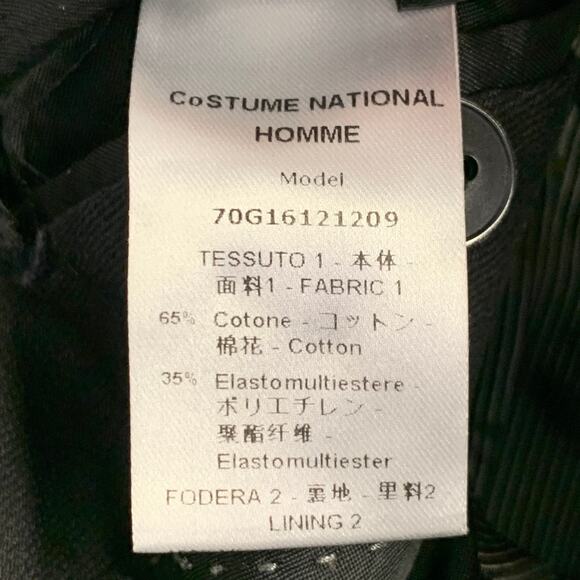 CoSTUME NATIONAL
HOMME
Model
70G16121209
TESSUTO 1 - 本体 -
面料1 - FABRIC 1
65% Cotone - コットン -
棉花 - Cotton
35% Elastomultiestere -
ポリエチレン -
聚酯纤维 -
Elastomultiester
FODERA 2 - 裏地 - 里料2
LINING 2